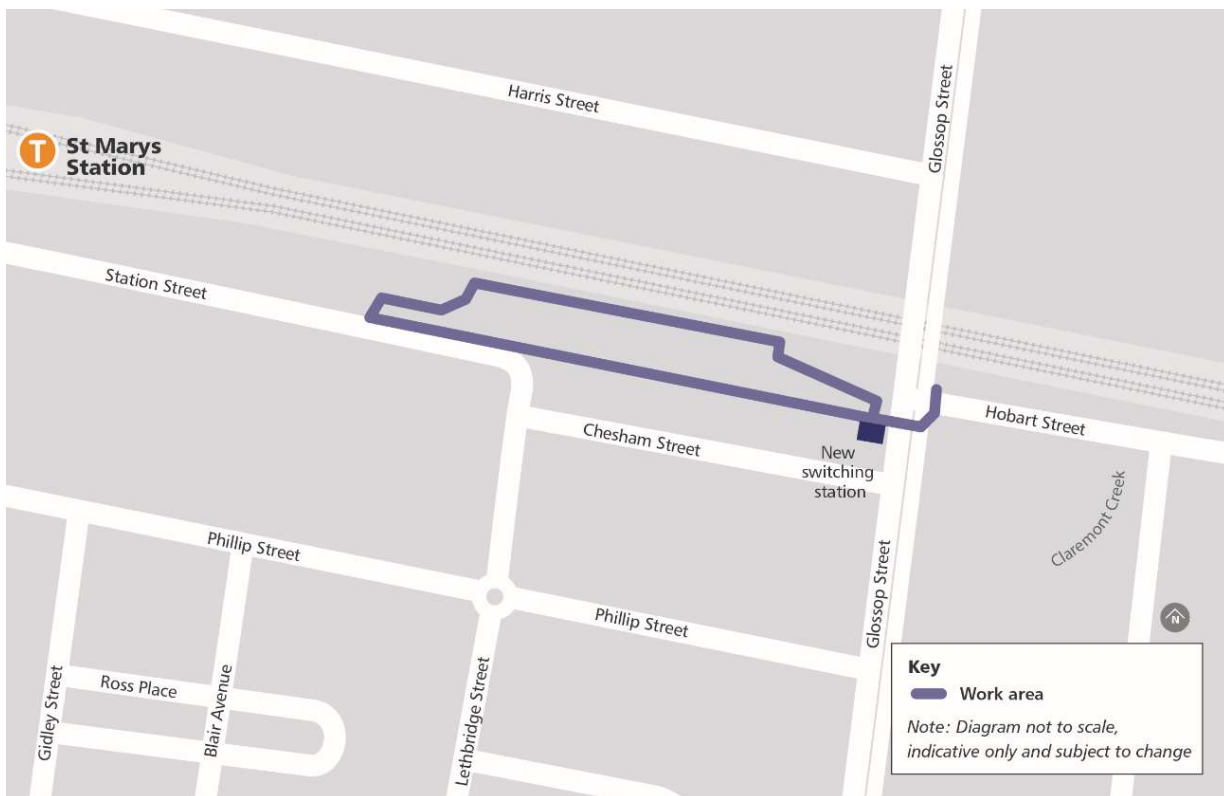 Harris Street
Glossop Street
T
St Marys
Station
Station Street
Hobart Street
Chesham Street
New
switching
station
Claremont Creek
Phillip Street
Phillip Street
Glossop Street
N
Ross Place
Gidley Street
Blair Avenue
Lethbridge Street
Key
Work area
Note: Diagram not to scale,
indicative only and subject to change